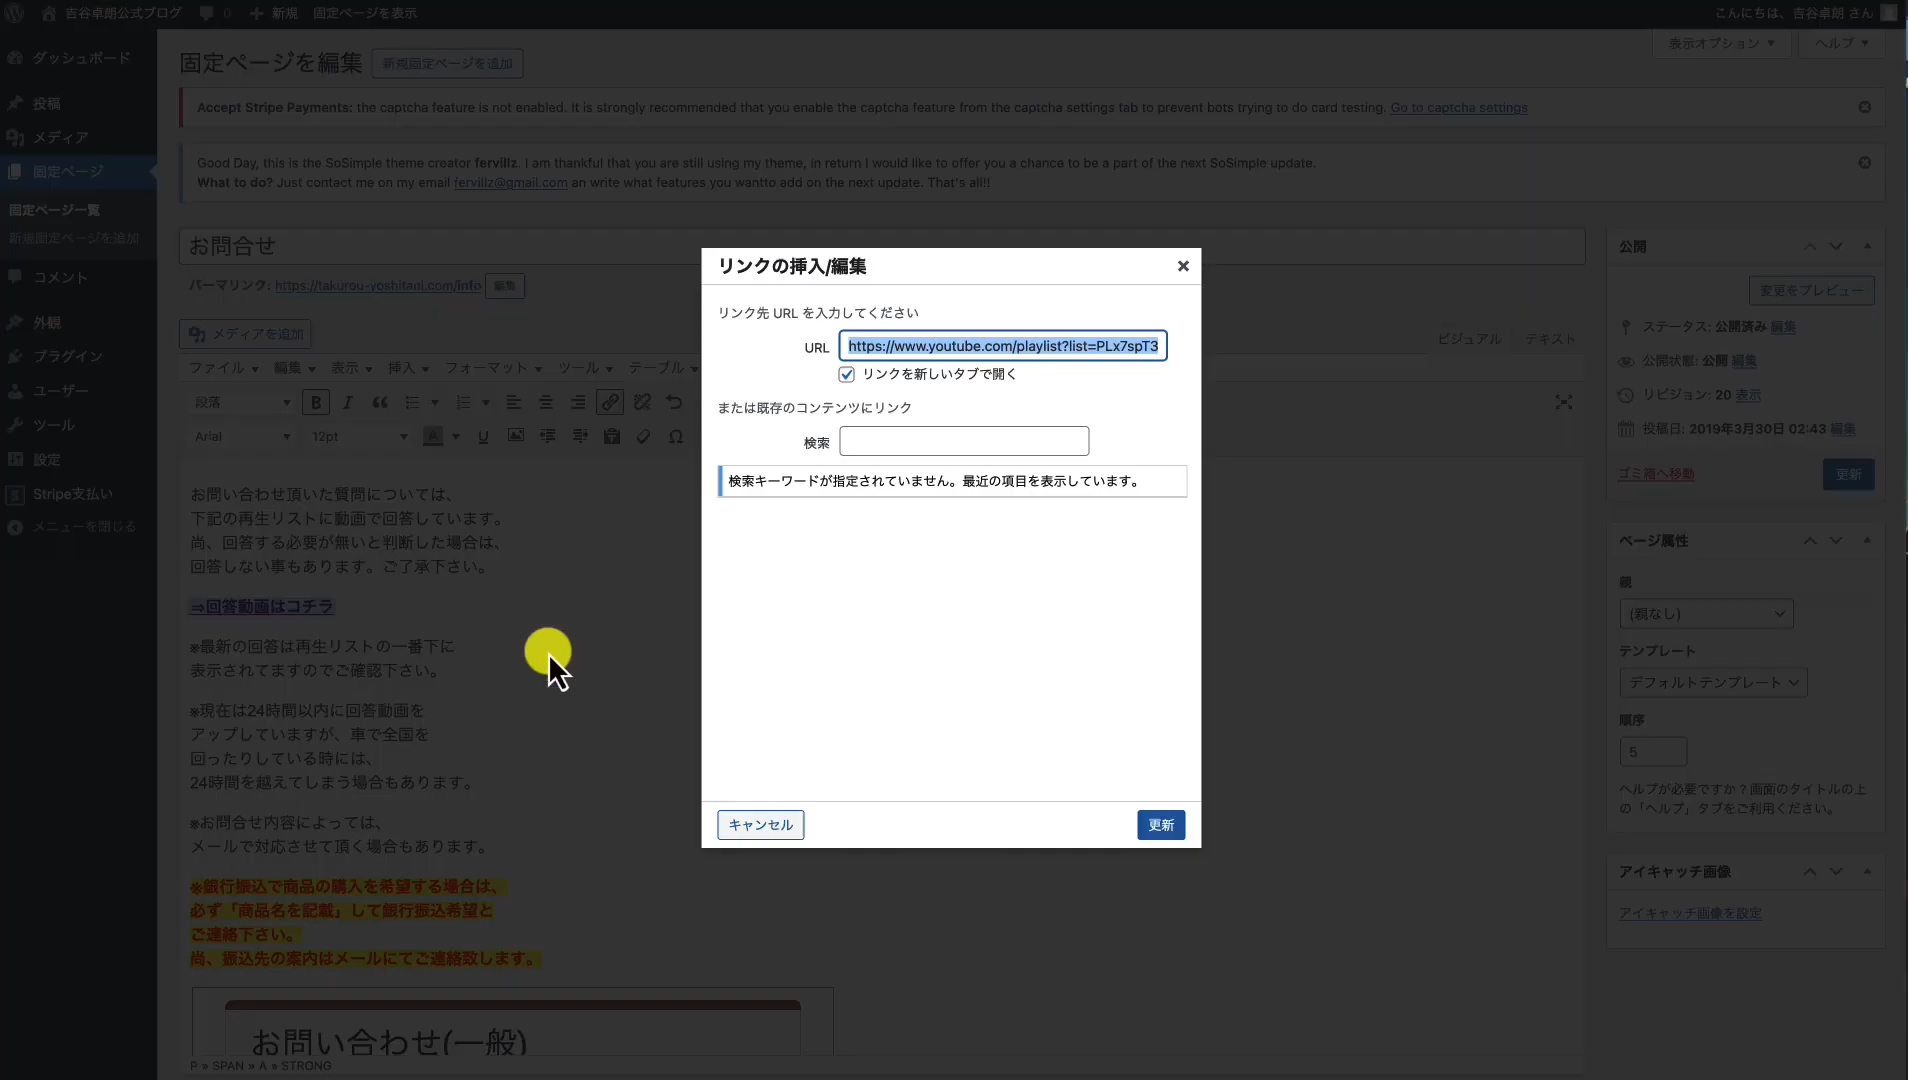 吉谷卓朗公式ブログ
0
新規
固定ページを表示
こんにちは、吉谷卓朗 さん
ダッシュボード
投稿
メディア
固定ページ
固定ページ一覧
新規固定ページを追加
コメント
外観
プラグイン
ユーザー
ツール
設定
Stripe支払い
メニューを閉じる
表示オプション
ヘルプ
固定ページを編集
新規固定ページを追加
Accept Stripe Payments: the captcha feature is not enabled. It is strongly recommended that you enable the captcha feature from the captcha settings tab to prevent bots trying to do card testing. Go to captcha settings
Good Day, this is the SoSimple theme creator fervillz. I am thankful that you are still using my theme, in return I would like to offer you a chance to be a part of the next SoSimple update.
What to do? Just contact me on my email fervillz@gmail.com an write what features you wantto add on the next update. That's all!!
お問合せ
パーマリンク: https://takurou-yoshitani.com/info 編集
メディアを追加
ビジュアル
テキスト
ファイル
編集
表示
挿入
フォーマット
ツール
テーブル
段落
Arial
12pt
お問い合わせ頂いた質問については、
下記の再生リストに動画で回答しています。
尚、回答する必要が無いと判断した場合は、
回答しない事もあります。ご了承下さい。
⇒回答動画はコチラ
※最新の回答は再生リストの一番下に
表示されてますのでご確認下さい。
※現在は24時間以内に回答動画を
アップしていますが、車で全国を
回ったりしている時には、
24時間を越えてしまう場合もあります。
※お問合せ内容によっては、
メールで対応させて頂く場合もあります。
※銀行振込で商品の購入を希望する場合は、
必ず「商品名を記載」して銀行振込希望と
ご連絡下さい。
尚、振込先の案内はメールにてご連絡致します。
お問い合わせ(一般)
P » SPAN » A » STRONG
リンクの挿入/編集
リンク先 URL を入力してください
URL
https://www.youtube.com/playlist?list=PLx7spT3
リンクを新しいタブで開く
または既存のコンテンツにリンク
検索
検索キーワードが指定されていません。最近の項目を表示しています。
キャンセル
更新
公開
変更をプレビュー
ステータス: 公開済み 編集
公開状態: 公開 編集
リビジョン: 20 表示
投稿日: 2019年3月30日 02:43 編集
ゴミ箱へ移動
更新
ページ属性
親
(親なし)
テンプレート
デフォルトテンプレート
順序
5
ヘルプが必要ですか ? 画面のタイトルの上
の「ヘルプ」タブをご利用ください。
アイキャッチ画像
アイキャッチ画像を設定